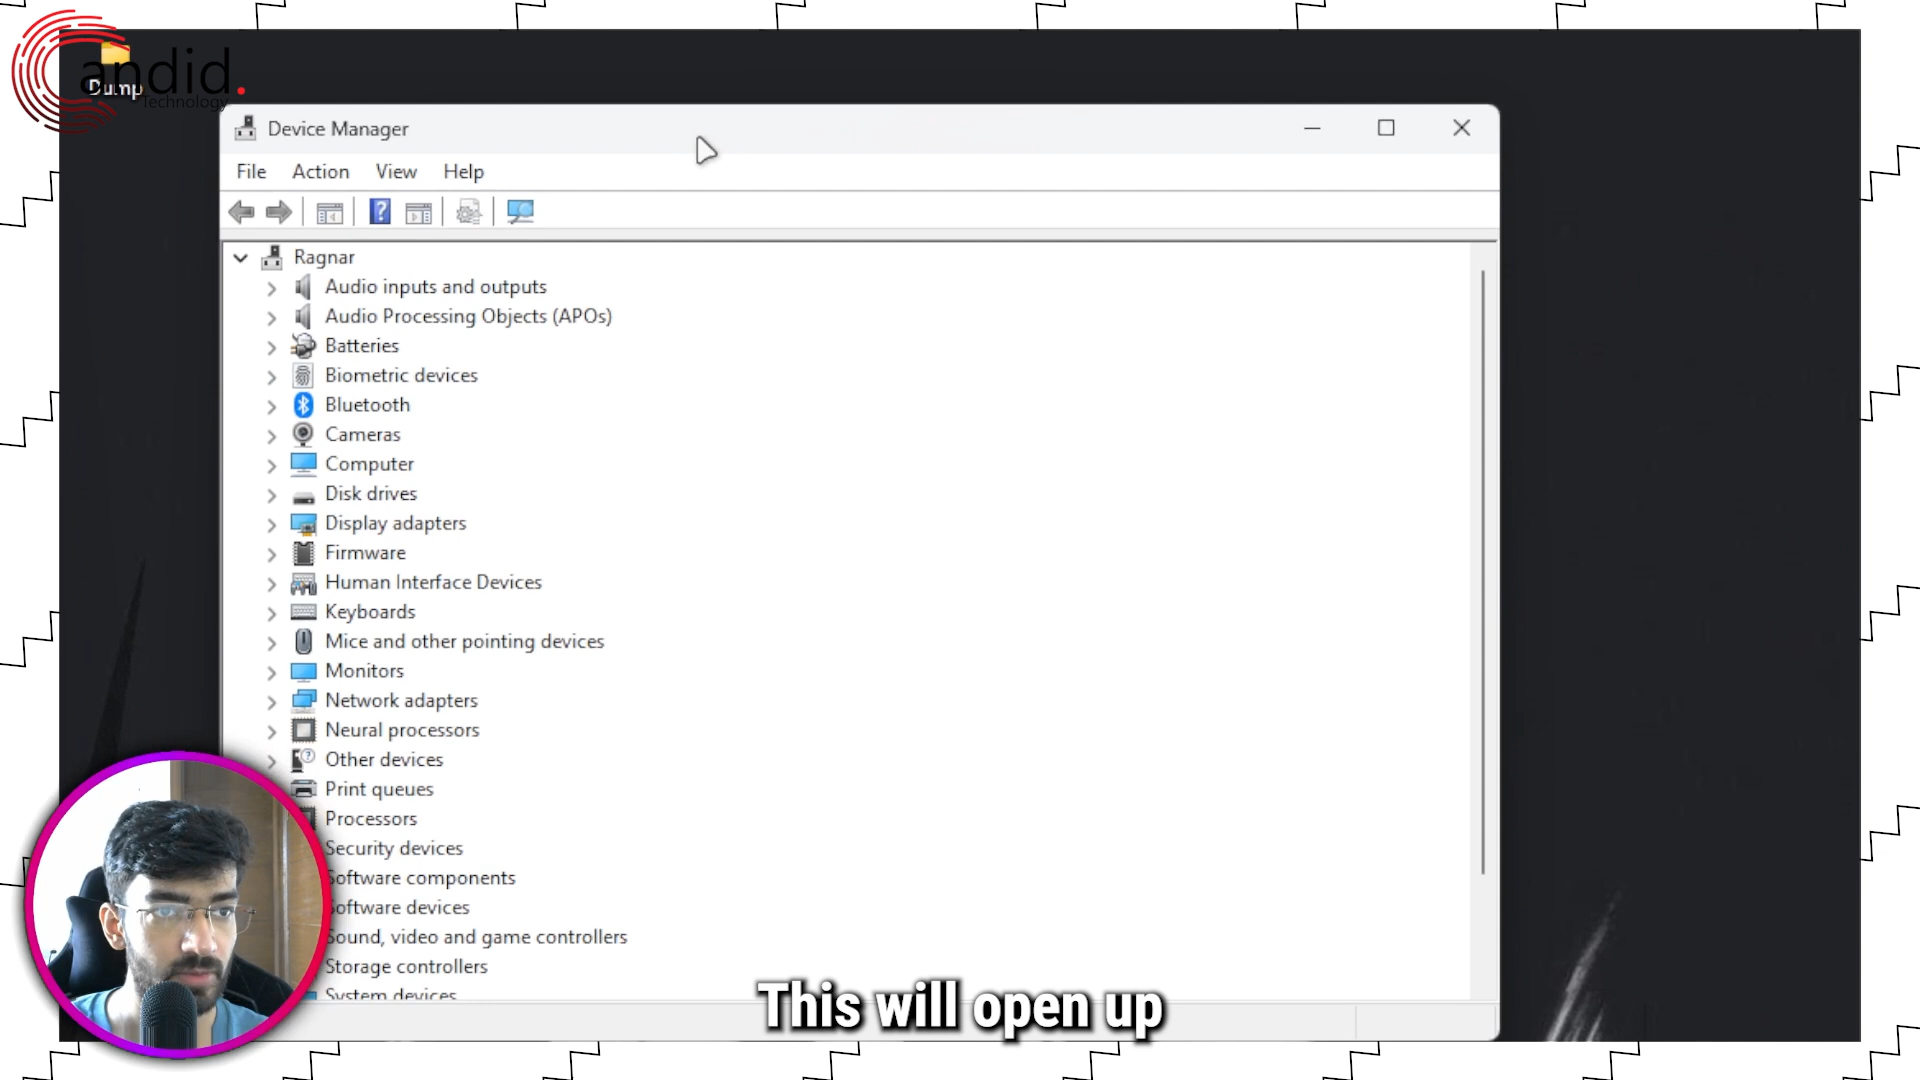 Candid.
Technology
Dump
Device Manager
File Action View Help
Ragnar
Audio inputs and outputs
Audio Processing Objects (APOs)
Batteries
Biometric devices
Bluetooth
Cameras
Computer
Disk drives
Display adapters
Firmware
Human Interface Devices
Keyboards
Mice and other pointing devices
Monitors
Network adapters
Neural processors
Other devices
Print queues
Processors
Security devices
Software components
Software devices
Sound, video and game controllers
Storage controllers
System devices
This will open up